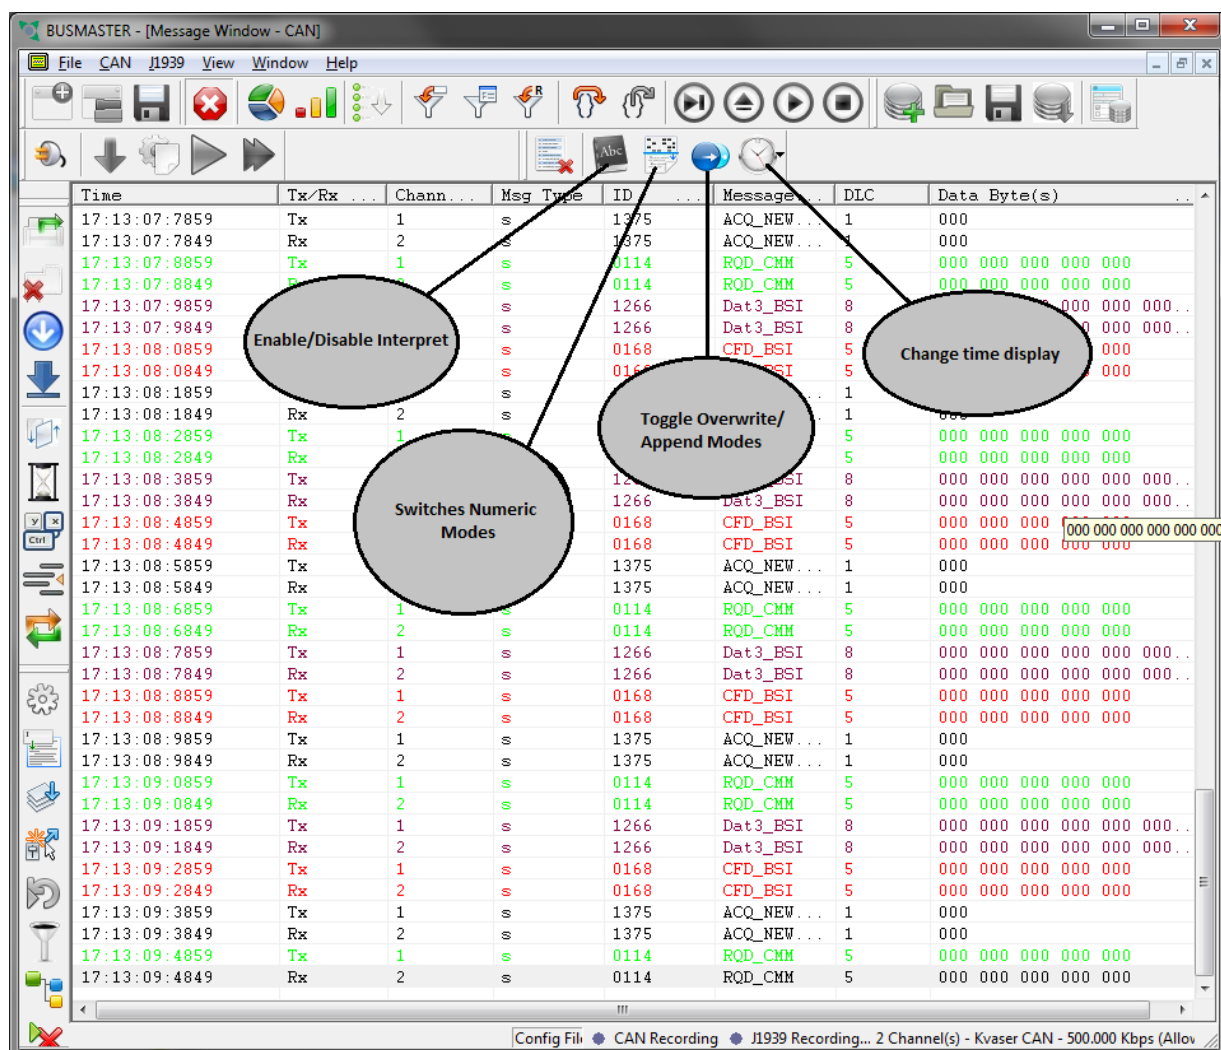 BUSMASTER - [Message Window - CAN]
File CAN J1939 View Window Help
R
Abc
Time Tx/Rx ... Chann... Msg Type ID ... Message... DLC Data Byte(s) ...
17:13:07:7859 Tx 1 s 1375 ACQ_NEW... 1 000
17:13:07:7849 Rx 2 s 1375 ACQ_NEW... 1 000
17:13:07:8859 Tx 1 s 0114 RQD_CMM 5 000 000 000 000 000
17:13:07:8849 s 0114 RQD_CMM 5 000 000 000 000 000
17:13:07:9859 s 1266 Dat3_BSI 8 000 000 000...
17:13:07:9849 s 1266 Dat3_BSI 8 000 000...
Enable/Disable Interpret
17:13:08:0859 s 0168 CFD_BSI 5 000
Change time display
17:13:08:0849 s 0168 5 000
17:13:08:1859 s 1
17:13:08:1849 Rx 2 s 1 000
Toggle Overwrite/
Append Modes
17:13:08:2859 Tx 1 5 000 000 000 000 000
17:13:08:2849 Rx 5 000 000 000 000 000
17:13:08:3859 Tx 8 000 000 000 000 000 000...
17:13:08:3849 Rx 1266 Dat3_BSI 8 000 000 000 000 000 000...
Switches Numeric
Modes
17:13:08:4859 Tx 0168 CFD_BSI 5 000 000 000
000 000 000 000 000 000
17:13:08:4849 Rx 0168 CFD_BSI 5 000 000 000 000 000
17:13:08:5859 Tx 1375 ACQ_NEW... 1 000
17:13:08:5849 Rx 1375 ACQ_NEW... 1 000
17:13:08:6859 Tx 1 s 0114 RQD_CMM 5 000 000 000 000 000
17:13:08:6849 Rx 2 s 0114 RQD_CMM 5 000 000 000 000 000
17:13:08:7859 Tx 1 s 1266 Dat3_BSI 8 000 000 000 000 000 000...
17:13:08:7849 Rx 2 s 1266 Dat3_BSI 8 000 000 000 000 000 000...
17:13:08:8859 Tx 1 s 0168 CFD_BSI 5 000 000 000 000 000
17:13:08:8849 Rx 2 s 0168 CFD_BSI 5 000 000 000 000 000
17:13:08:9859 Tx 1 s 1375 ACQ_NEW... 1 000
17:13:08:9849 Rx 2 s 1375 ACQ_NEW... 1 000
17:13:09:0859 Tx 1 s 0114 RQD_CMM 5 000 000 000 000 000
17:13:09:0849 Rx 2 s 0114 RQD_CMM 5 000 000 000 000 000
17:13:09:1859 Tx 1 s 1266 Dat3_BSI 8 000 000 000 000 000 000...
17:13:09:1849 Rx 2 s 1266 Dat3_BSI 8 000 000 000 000 000 000...
17:13:09:2859 Tx 1 s 0168 CFD_BSI 5 000 000 000 000 000
17:13:09:2849 Rx 2 s 0168 CFD_BSI 5 000 000 000 000 000
17:13:09:3859 Tx 1 s 1375 ACQ_NEW... 1 000
17:13:09:3849 Rx 2 s 1375 ACQ_NEW... 1 000
17:13:09:4859 Tx 1 s 0114 RQD_CMM 5 000 000 000 000 000
17:13:09:4849 Rx 2 s 0114 RQD_CMM 5 000 000 000 000 000
y x
Ctrl
Config File CAN Recording J1939 Recording... 2 Channel(s) - Kvaser CAN - 500.000 Kbps (Allow